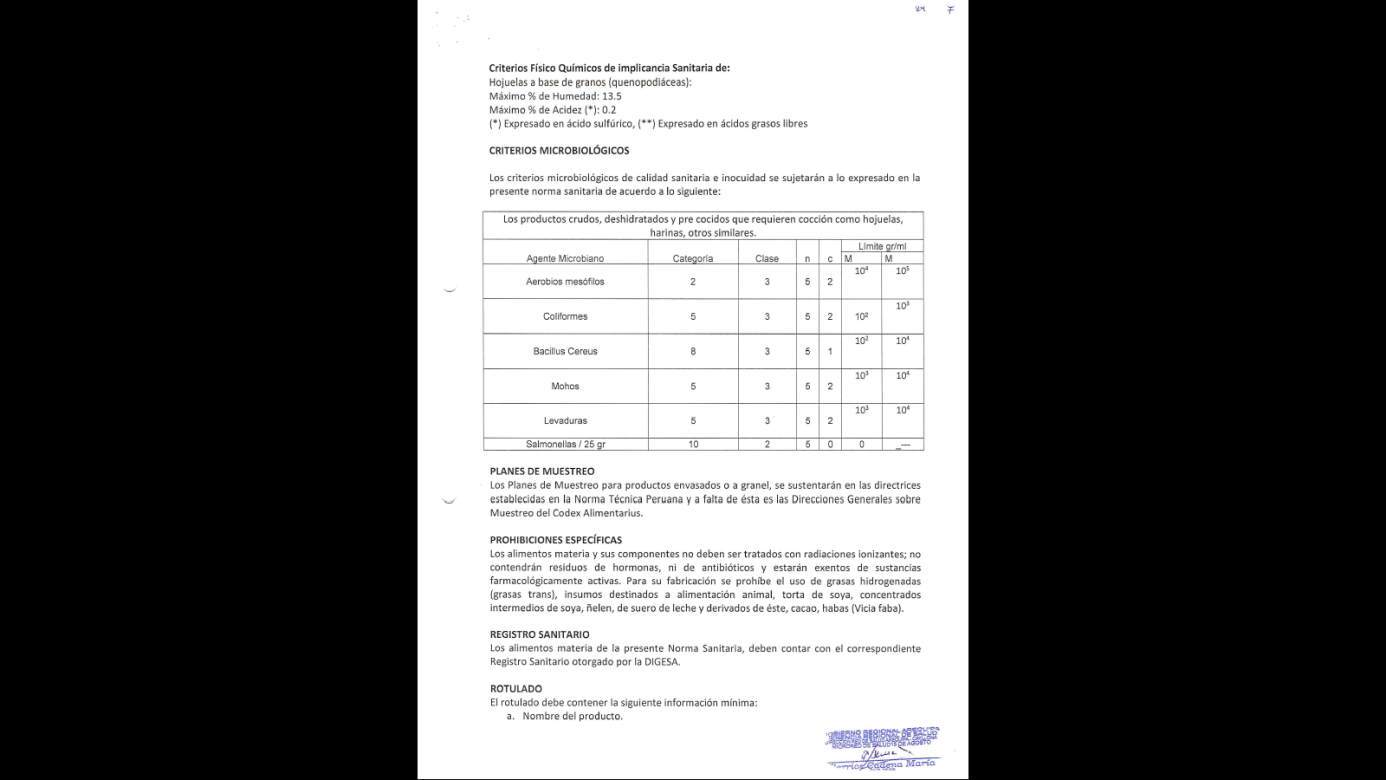 Criterios Físico Químicos de implicancia Sanitaria de:
Hojuelas a base de granos (quenopodiáceas):
Máximo % de Humedad: 13.5
Máximo % de Acidez (*): 0.2
(*) Expresado en ácido sulfúrico, (**) Expresado en ácidos grasos libres
CRITERIOS MICROBIOLÓGICOS
Los criterios microbiológicos de calidad sanitaria e inocuidad se sujetarán a lo expresado en la
presente norma sanitaria de acuerdo a lo siguiente:
Los productos crudos, deshidratados y pre cocidos que requieren cocción como hojuelas,
harinas, otros similares.
Límite gr/ml
Agente Microbiano Categoría Clase n c M M
Aerobios mesófilos 2 3 5 2 10⁴ 10⁵
Coliformes 5 3 5 2 10² 10³
Bacillus Cereus 8 3 5 1 10² 10⁴
Mohos 5 3 5 2 10³ 10⁴
Levaduras 5 3 5 2 10³ 10⁴
Salmonellas / 25 gr 10 2 5 0 0 _---
PLANES DE MUESTREO
Los Planes de Muestreo para productos envasados o a granel, se sustentarán en las directrices
establecidas en la Norma Técnica Peruana y a falta de ésta es las Direcciones Generales sobre
Muestreo del Codex Alimentarius.
PROHIBICIONES ESPECÍFICAS
Los alimentos materia y sus componentes no deben ser tratados con radiaciones ionizantes; no
contendrán residuos de hormonas, ni de antibióticos y estarán exentos de sustancias
farmacológicamente activas. Para su fabricación se prohíbe el uso de grasas hidrogenadas
(grasas trans), insumos destinados a alimentación animal, torta de soya, concentrados
intermedios de soya, ñelen, de suero de leche y derivados de éste, cacao, habas (Vicia faba).
REGISTRO SANITARIO
Los alimentos materia de la presente Norma Sanitaria, deben contar con el correspondiente
Registro Sanitario otorgado por la DIGESA.
ROTULADO
El rotulado debe contener la siguiente información mínima:
a. Nombre del producto.
GOBIERNO REGIONAL AREQUIPA
GERENCIA REGIONAL DE SALUD
Cadena María